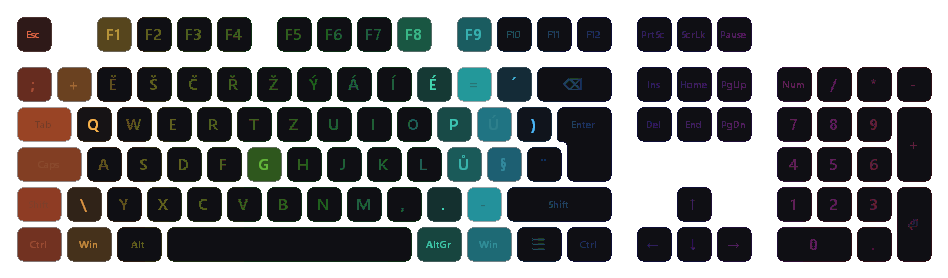 Esc F1 F2 F3 F4 F5 F6 F7 F8 F9 F10 F11 F12 PrtSc ScrLk Pause
; + Ě Š Č Ř Ž Ý Á Í É = ´ ⌫ Ins Home PgUp Num / * -
Tab Q W E R T Z U I O P Ú ) Enter Del End PgDn 7 8 9 +
Caps A S D F G H J K L Ů § ¨ 4 5 6
\ Y X C V B N M , . - Shift ↑ 1 2 3
Ctrl Win Alt AltGr Win ☰ Ctrl ← ↓ → 0 .